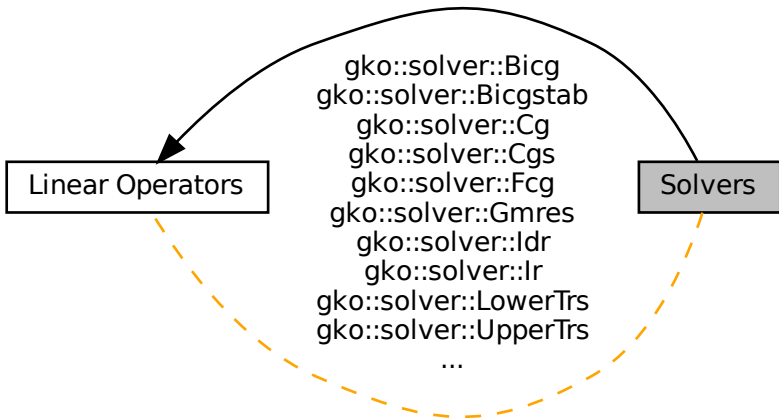 gko::solver::Bicg
gko::solver::Bicgstab
gko::solver::Cg
gko::solver::Cgs
gko::solver::Fcg
gko::solver::Gmres
gko::solver::Idr
gko::solver::Ir
gko::solver::LowerTrs
gko::solver::UpperTrs
...
Linear Operators
Solvers